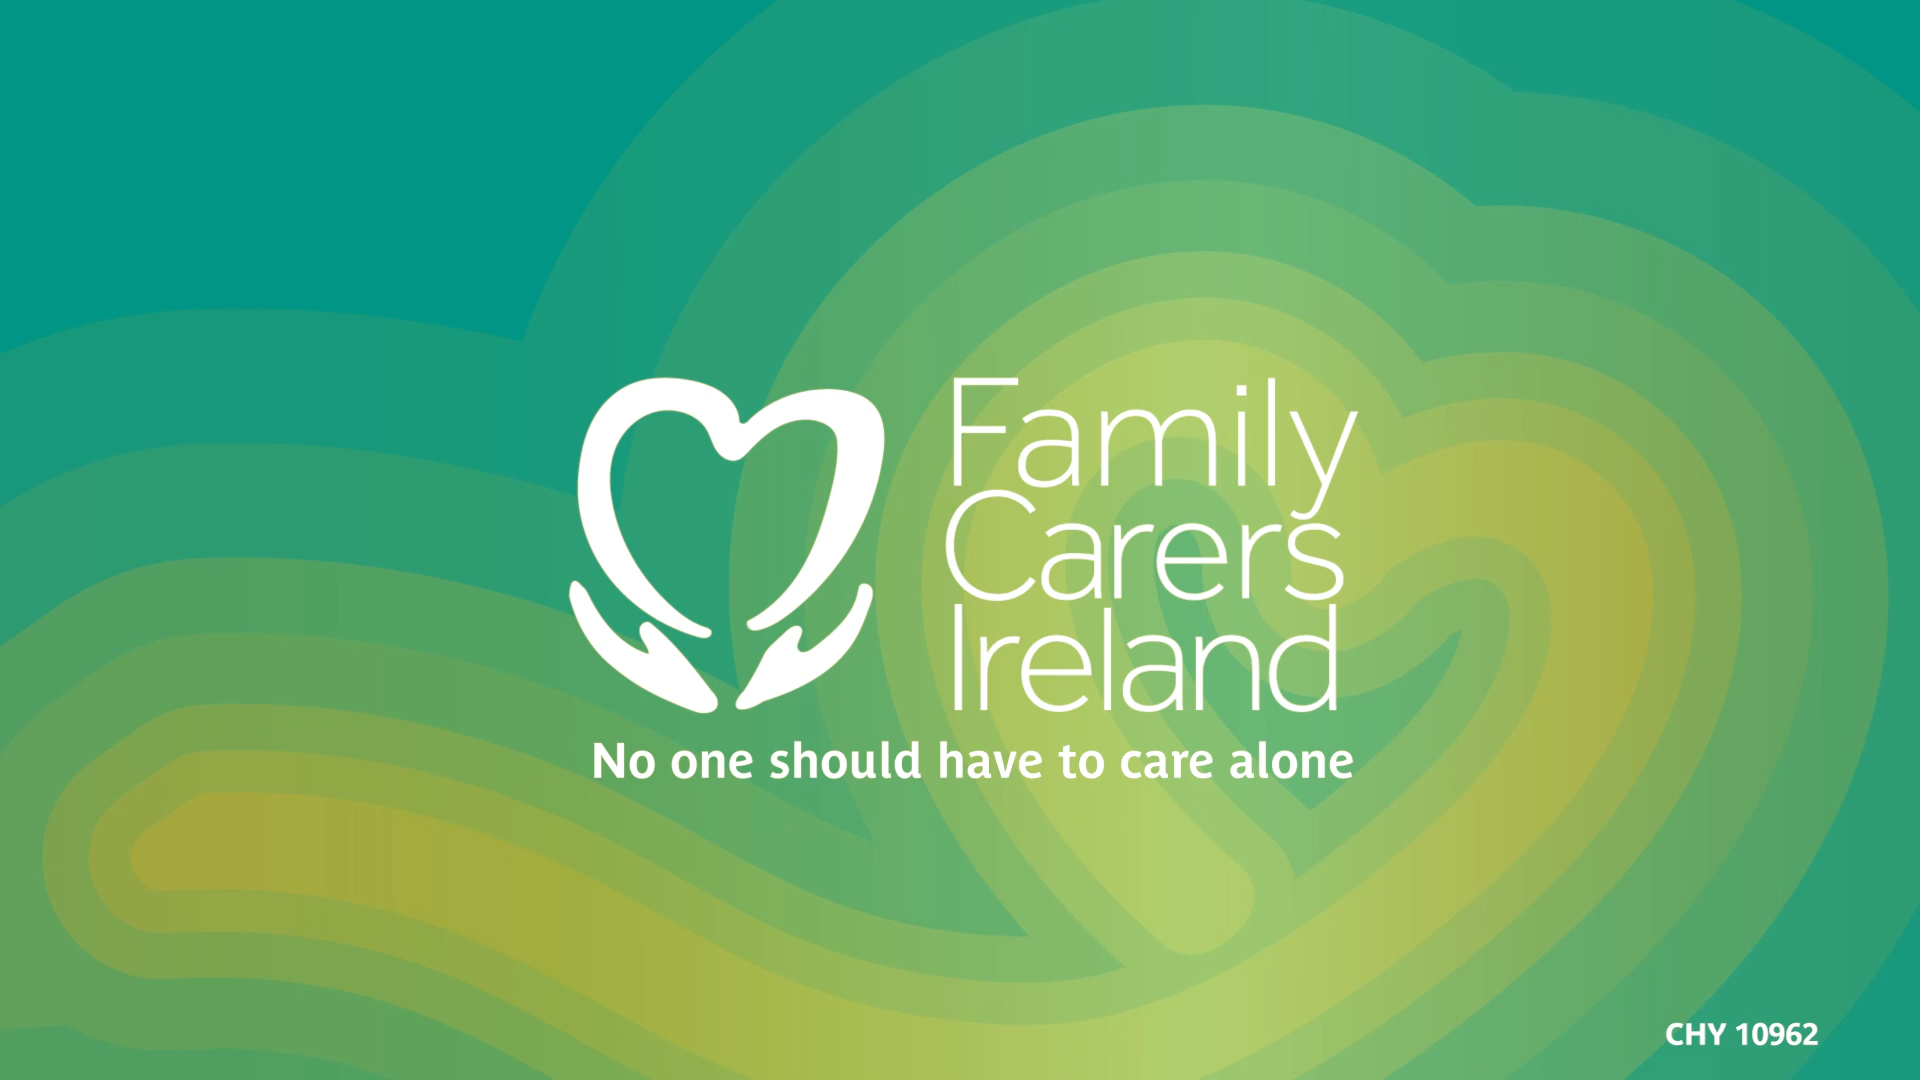 Family
Carers
Ireland
No one should have to care alone
CHY 10962